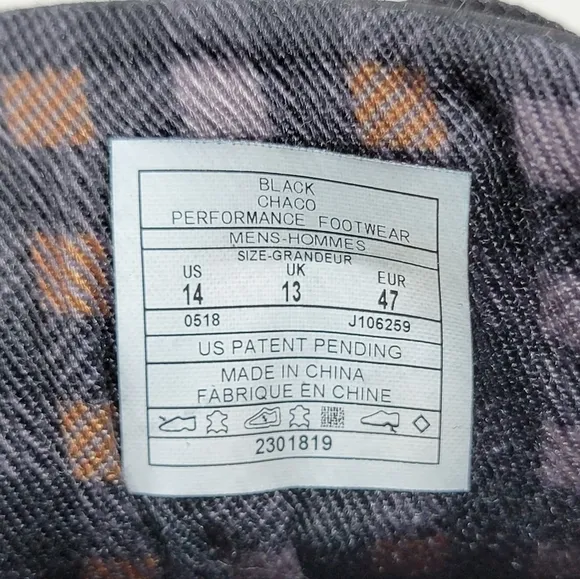 BLACK
CHACO
PERFORMANCE FOOTWEAR
MENS-HOMMES
SIZE-GRANDEUR
US UK EUR
14 13 47
0518 J106259
US PATENT PENDING
MADE IN CHINA
FABRIQUE EN CHINE
2301819